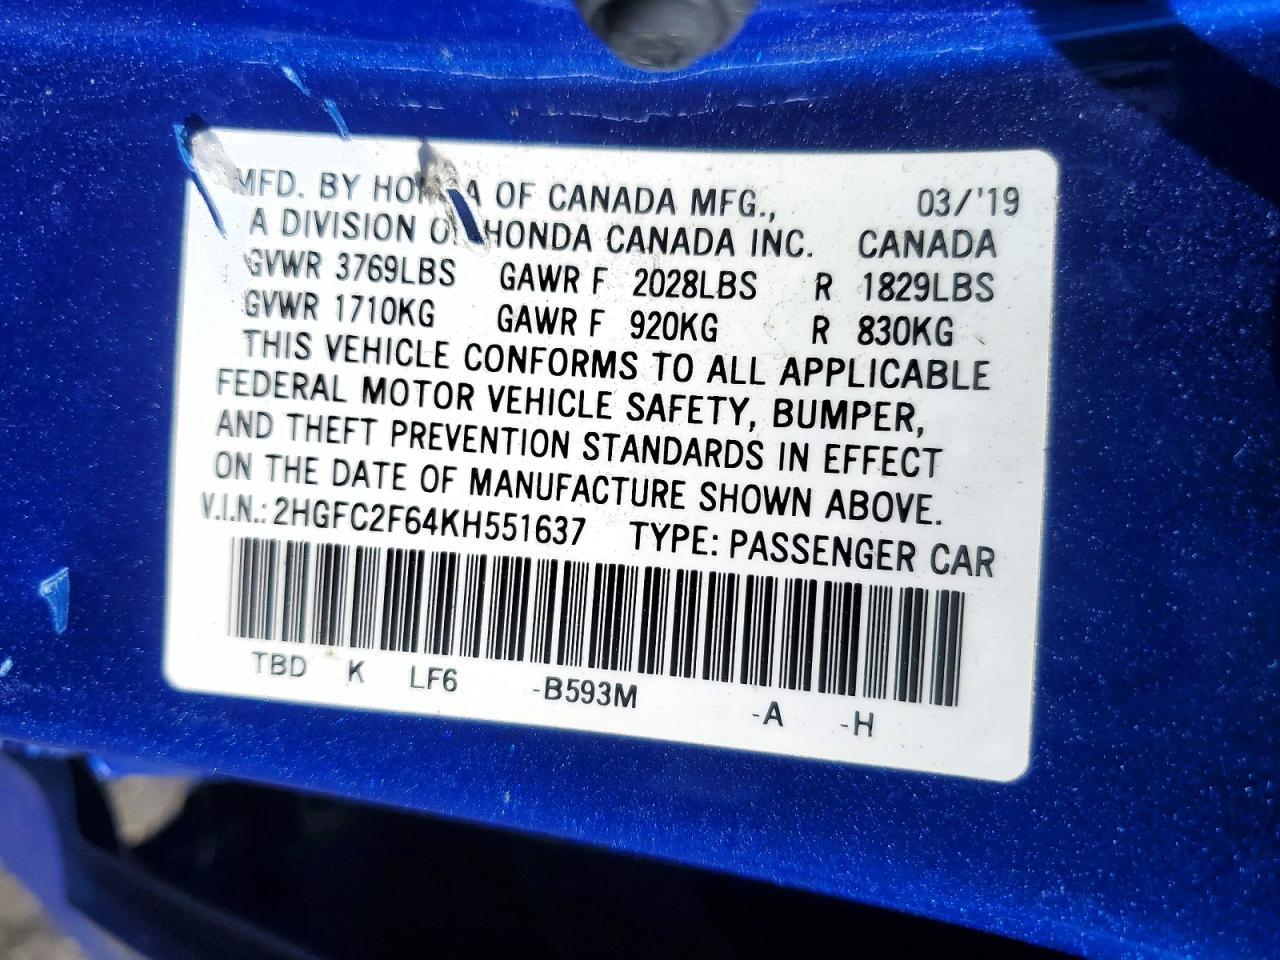 MFD. BY HONDA OF CANADA MFG., 03/'19
A DIVISION OF HONDA CANADA INC. CANADA
GVWR 3769LBS GAWR F 2028LBS R 1829LBS
GVWR 1710KG GAWR F 920KG R 830KG
THIS VEHICLE CONFORMS TO ALL APPLICABLE
FEDERAL MOTOR VEHICLE SAFETY, BUMPER,
AND THEFT PREVENTION STANDARDS IN EFFECT
ON THE DATE OF MANUFACTURE SHOWN ABOVE.
V.I.N.: 2HGFC2F64KH551637 TYPE: PASSENGER CAR
TBD K LF6 -B593M -A -H